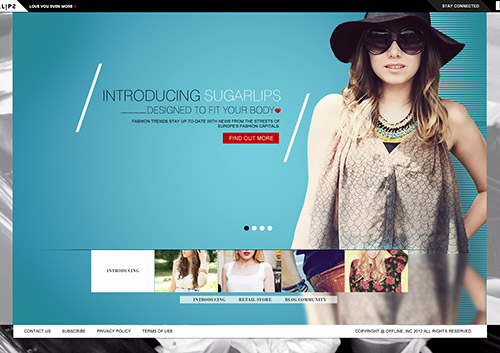 LOVE YOU EVEN MORE
STAY CONNECTED
INTRODUCING SUGARLIPS
DESIGNED TO FIT YOUR BODY
FASHION TRENDS STAY UP-TO-DATE WITH NEWS FROM THE STREETS OF
EUROPE'S FASHION CAPITALS.
FIND OUT MORE
INTRODUCING
INTRODUCING RETAIL STORE BLOG COMMUNITY
CONTACT US SUBSCRIBE PRIVACY POLICY TERMS OF USE
COPYRIGHT @ OFFLINE, INC 2012 ALL RIGHTS RESERVED.